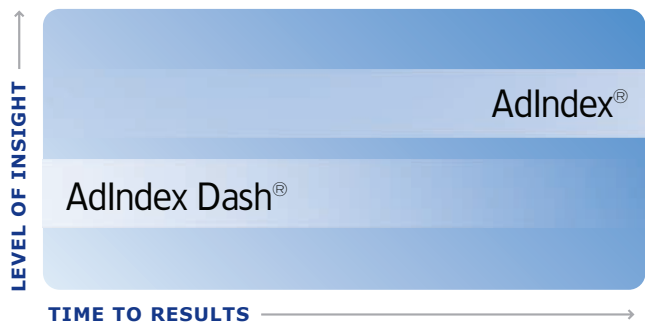 LEVEL OF INSIGHT
AdIndex®
AdIndex Dash®
TIME TO RESULTS